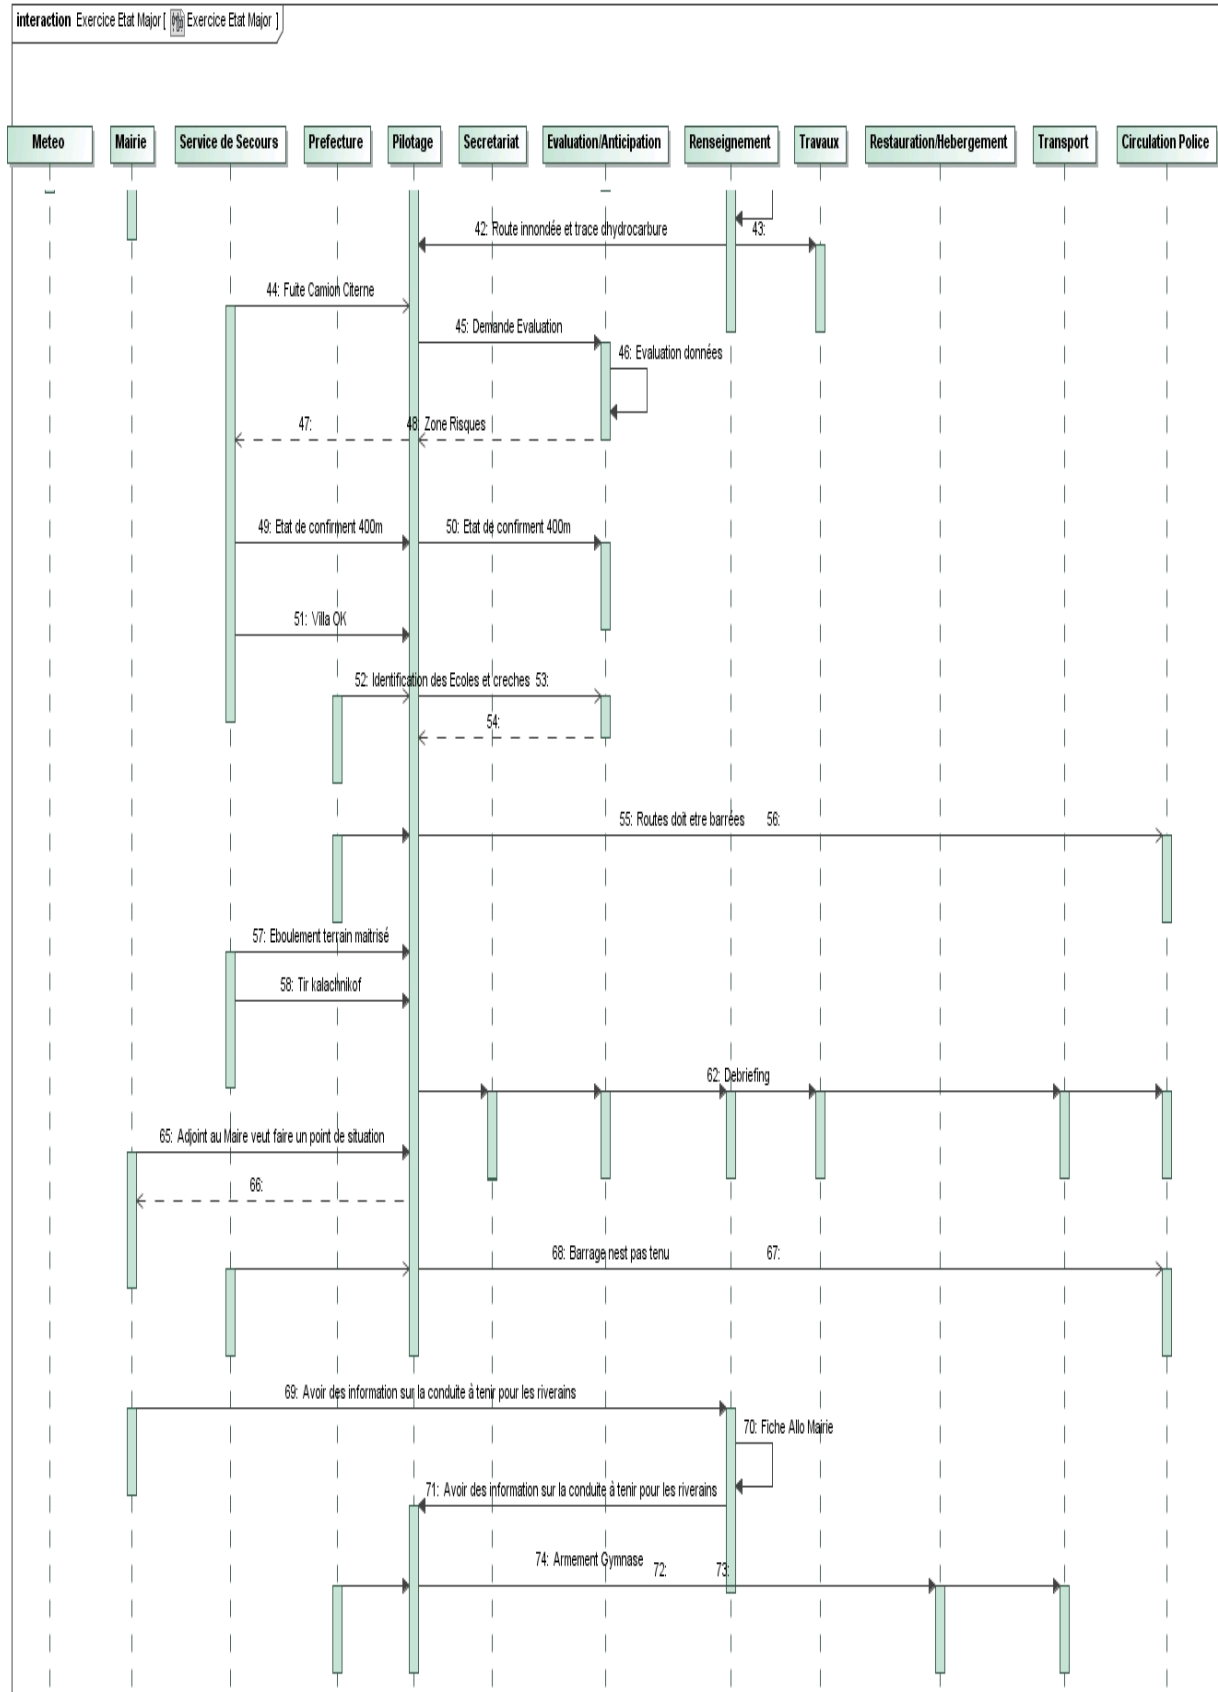 interaction Exercice Etat Major [ Exercice Etat Major ]
Meteo Mairie Service de Secours Prefecture Pilotage Secretariat Evaluation/Anticipation Renseignement Travaux Restauration/Hebergement Transport Circulation Police
42: Route innondée et trace dhydrocarbure 43:
44: Fuite Camion Citerne
45: Demande Evaluation
46: Evaluation données
47: 48: Zone Risques
49: Etat de confirment 400m 50: Etat de confirment 400m
51: Villa OK
52: Identification des Ecoles et creches 53:
54:
55: Routes doit etre barrées 56:
57: Eboulement terrain maitrisé
58: Tir kalachnikof
62: Debriefing
65: Adjoint au Maire veut faire un point de situation
66:
68: Barrage nest pas tenu 67:
69: Avoir des information sur la conduite à tenir pour les riverains
70: Fiche Allo Mairie
71: Avoir des information sur la conduite à tenir pour les riverains
74: Armement Gymnase
72: 73: